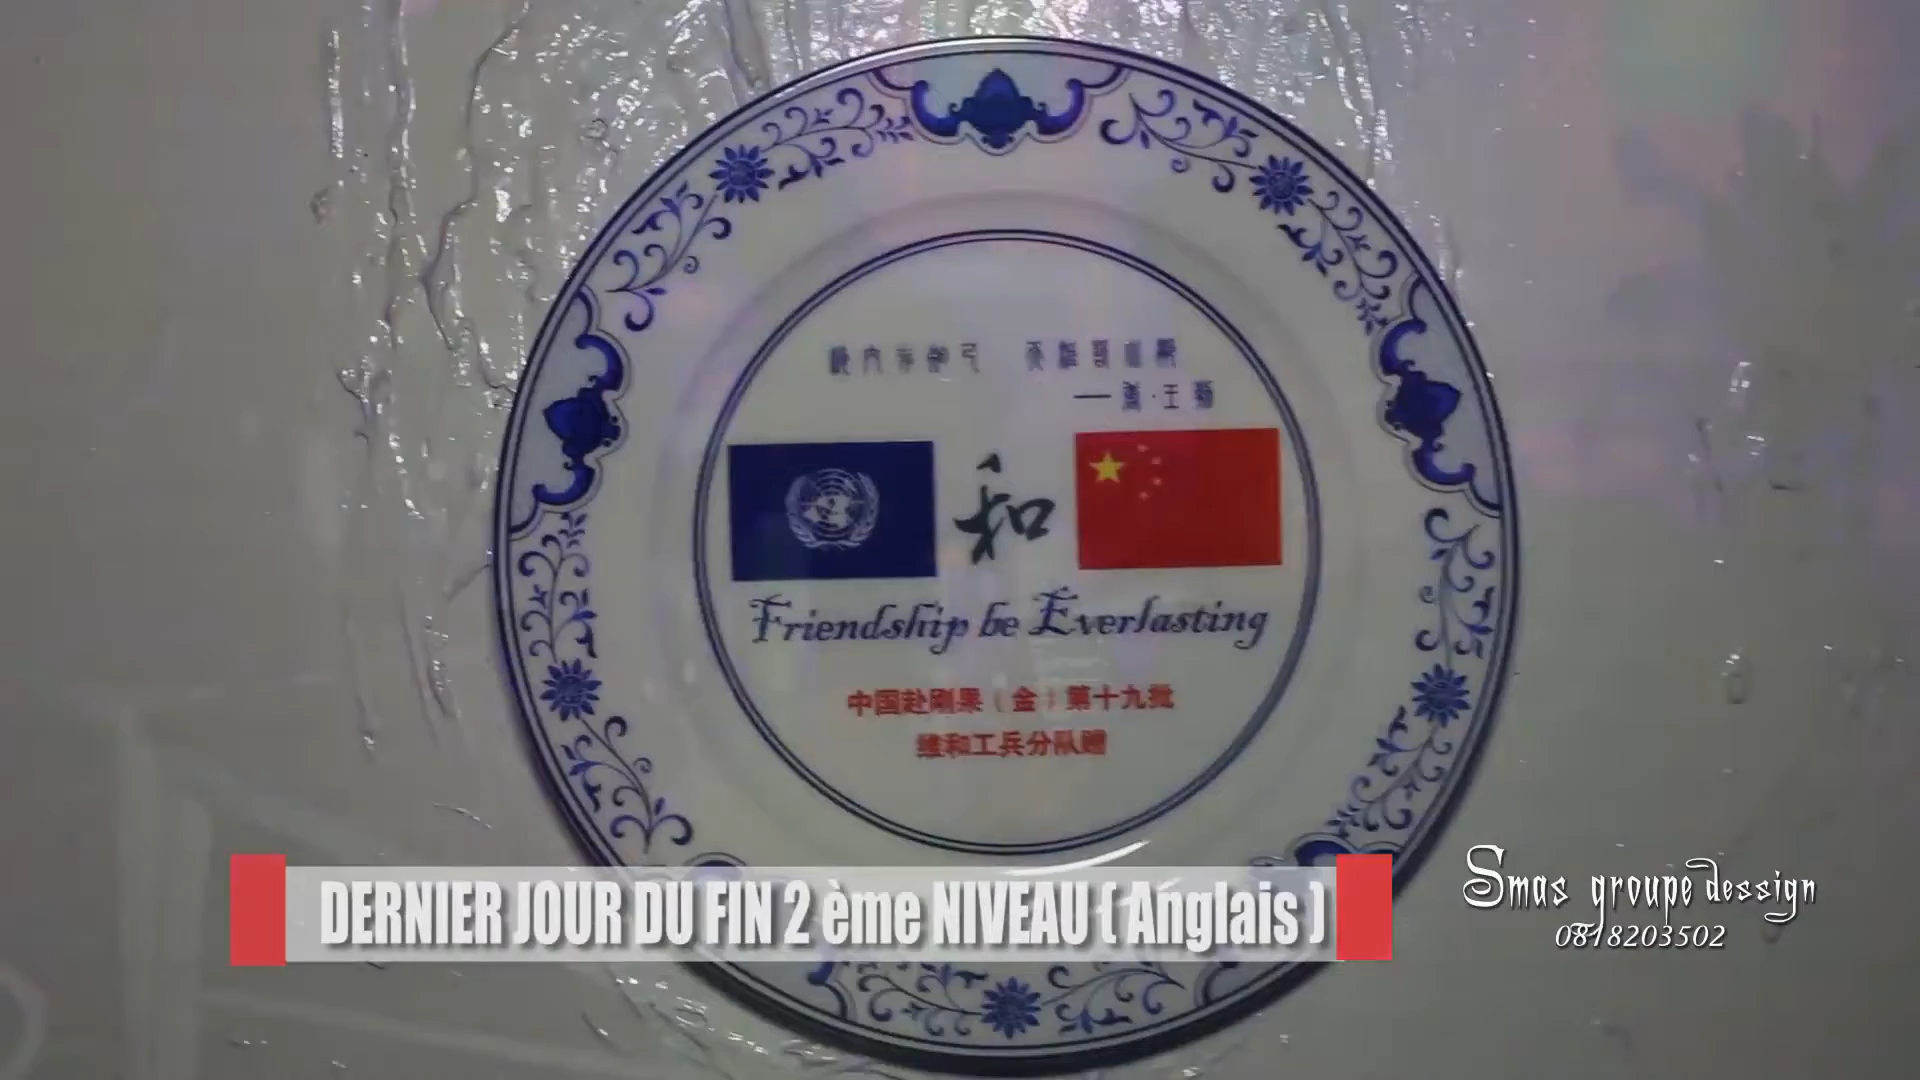 和
Friendship be Everlasting
中国赴刚果（金）第十九批
维和工兵分队赠
DERNIER JOUR DU FIN 2 ème NIVEAU ( Anglais )
Smas groupe dessign
0818203502